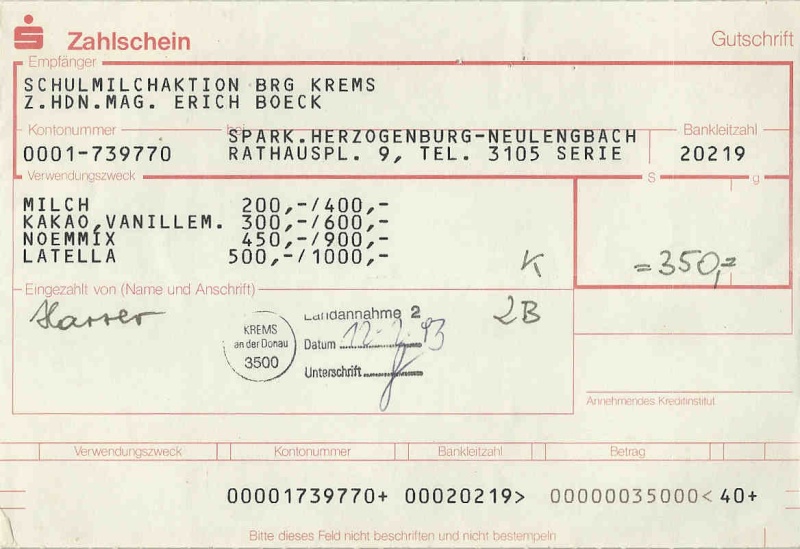 Zahlschein
Gutschrift
Empfänger
SCHULMILCHAKTION BRG KREMS
Z.HDN.MAG. ERICH BOECK
Kontonummer bei Bankleitzahl
SPARK.HERZOGENBURG-NEULENGBACH
0001-739770 RATHAUSPL. 9, TEL. 3105 SERIE 20219
Verwendungszweck S g
MILCH 200,-/400,-
KAKAO,VANILLEM. 300,-/600,-
NOEMMIX 450,-/900,-
LATELLA 500,-/1000,-
K =350,=
Eingezahlt von (Name und Anschrift)
Harrer 2B
Landannahme 2
KREMS
an der Donau
3500
Datum 12-2.93
Unterschrift
Annehmendes Kreditinstitut
Verwendungszweck Kontonummer Bankleitzahl Betrag
00001739770+ 00020219> 00000035000< 40+
Bitte dieses Feld nicht beschriften und nicht bestempeln